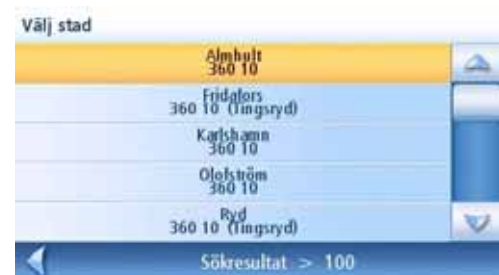 Välj stad
Almhult
360 10
Fridafors
360 10 (Tingsryd)
Karlshamn
360 10
Olofström
360 10
Ryd
360 10 (Tingsryd)
Sökresultat > 100